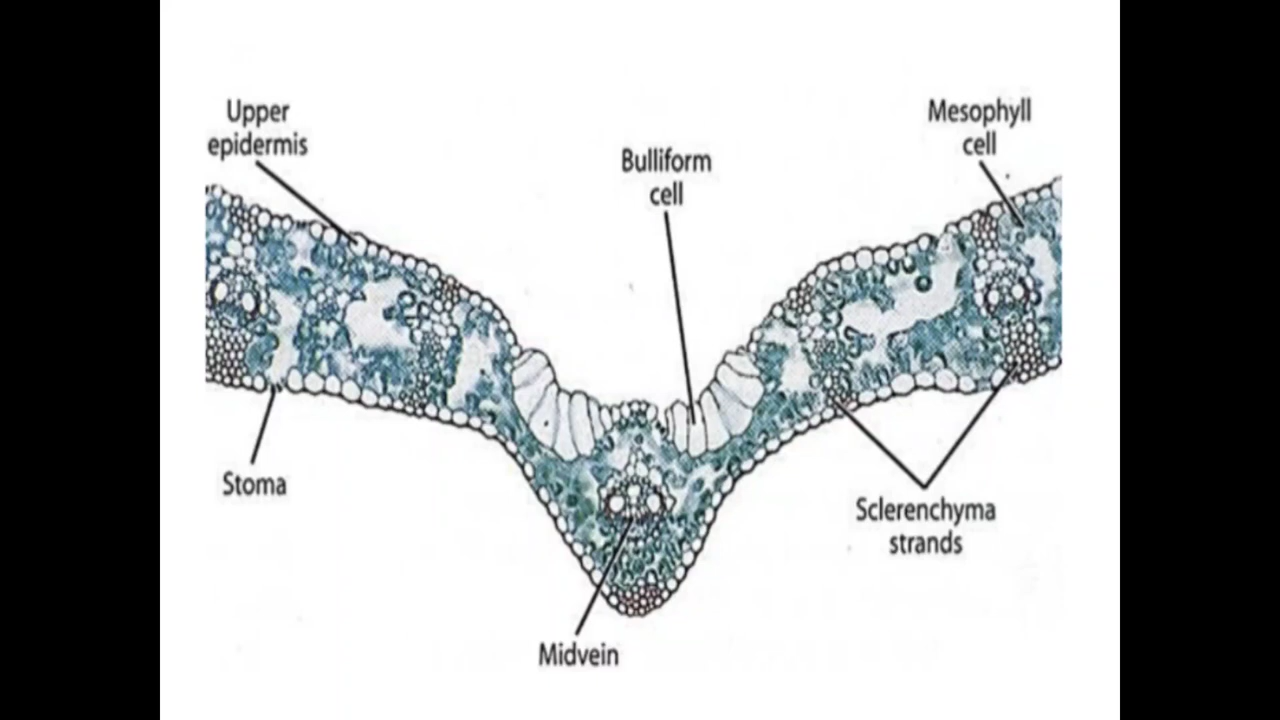 Upper
epidermis
Bulliform
cell
Mesophyll
cell
Stoma
Sclerenchyma
strands
Midvein